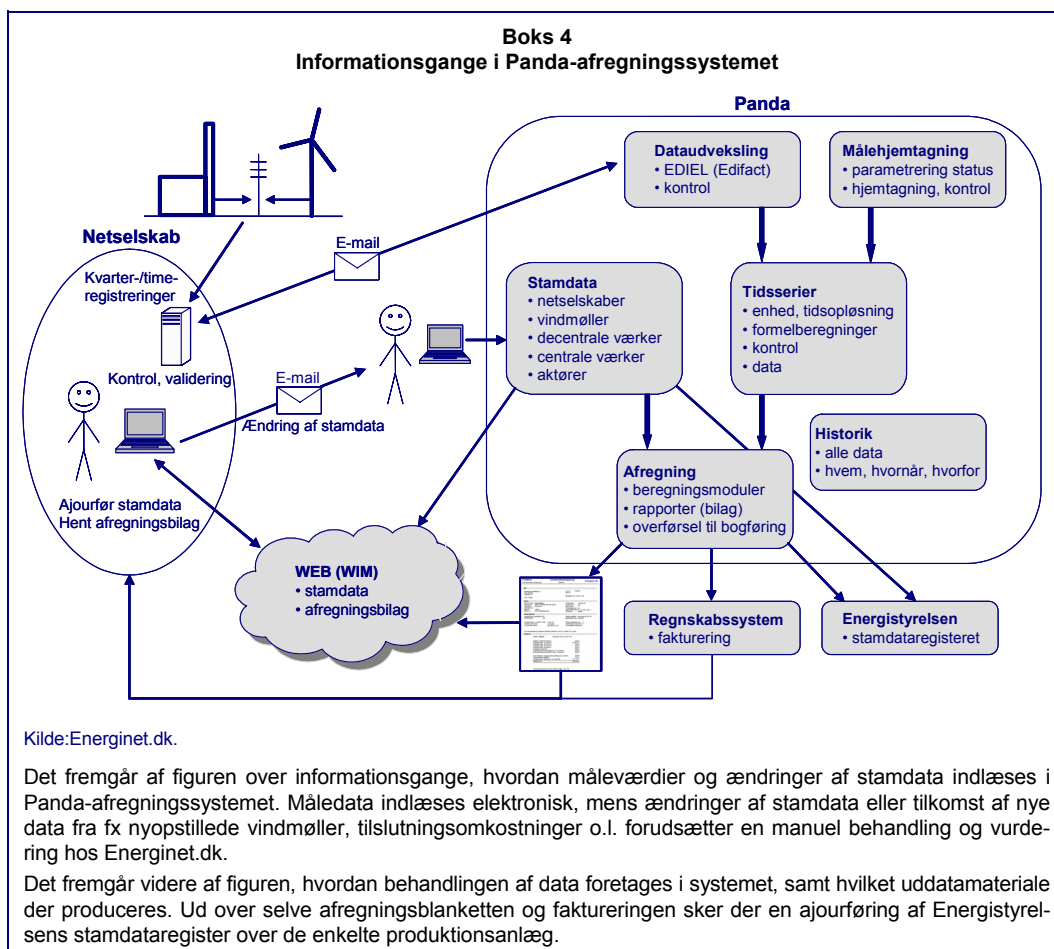 Boks 4
Informationsgange i Panda-afregningssystemet
Panda
Dataudveksling
• EDIEL (Edifact)
• kontrol
Målehjemtagning
• parametrering status
• hjemtagning, kontrol
Netselskab
E-mail
Kvarter-/time-
registreringer
Kontrol, validering
Stamdata
• netselskaber
• vindmøller
• decentrale værker
• centrale værker
• aktører
Tidsserier
• enhed, tidsopløsning
• formelberegninger
• kontrol
• data
E-mail
Ændring af stamdata
Historik
• alle data
• hvem, hvornår, hvorfor
Afregning
• beregningsmoduler
• rapporter (bilag)
• overførsel til bogføring
Ajourfør stamdata
Hent afregningsbilag
WEB (WIM)
• stamdata
• afregningsbilag
Regnskabssystem
• fakturering
Energistyrelsen
• stamdataregisteret
Kilde:Energinet.dk.
Det fremgår af figuren over informationsgange, hvordan måleværdier og ændringer af stamdata indlæses i
Panda-afregningssystemet. Måledata indlæses elektronisk, mens ændringer af stamdata eller tilkomst af nye
data fra fx nyopstillede vindmøller, tilslutningsomkostninger o.l. forudsætter en manuel behandling og vurde-
ring hos Energinet.dk.
Det fremgår videre af figuren, hvordan behandlingen af data foretages i systemet, samt hvilket uddatamateriale
der produceres. Ud over selve afregningsblanketten og faktureringen sker der en ajourføring af Energistyrel-
sens stamdataregister over de enkelte produktionsanlæg.